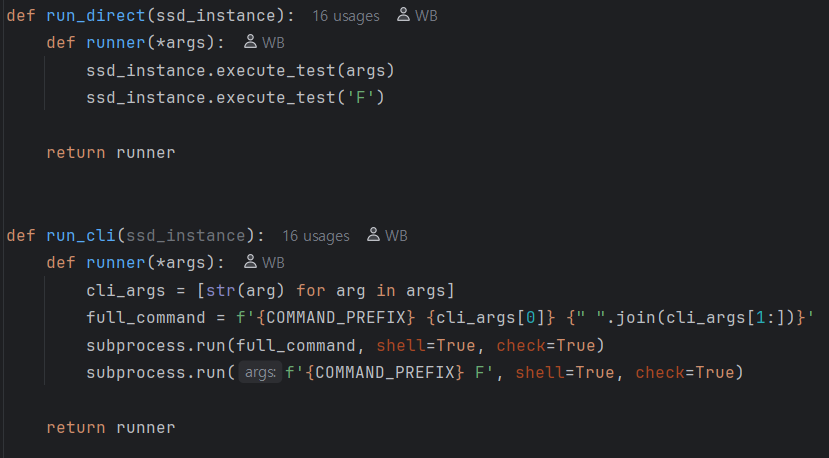 def run_direct(ssd_instance): 16 usages WB
def runner(*args): WB
ssd_instance.execute_test(args)
ssd_instance.execute_test('F')
return runner
def run_cli(ssd_instance): 16 usages WB
def runner(*args): WB
cli_args = [str(arg) for arg in args]
full_command = f'{COMMAND_PREFIX} {cli_args[0]} {" ".join(cli_args[1:])}'
subprocess.run(full_command, shell=True, check=True)
subprocess.run( args: f'{COMMAND_PREFIX} F', shell=True, check=True)
return runner